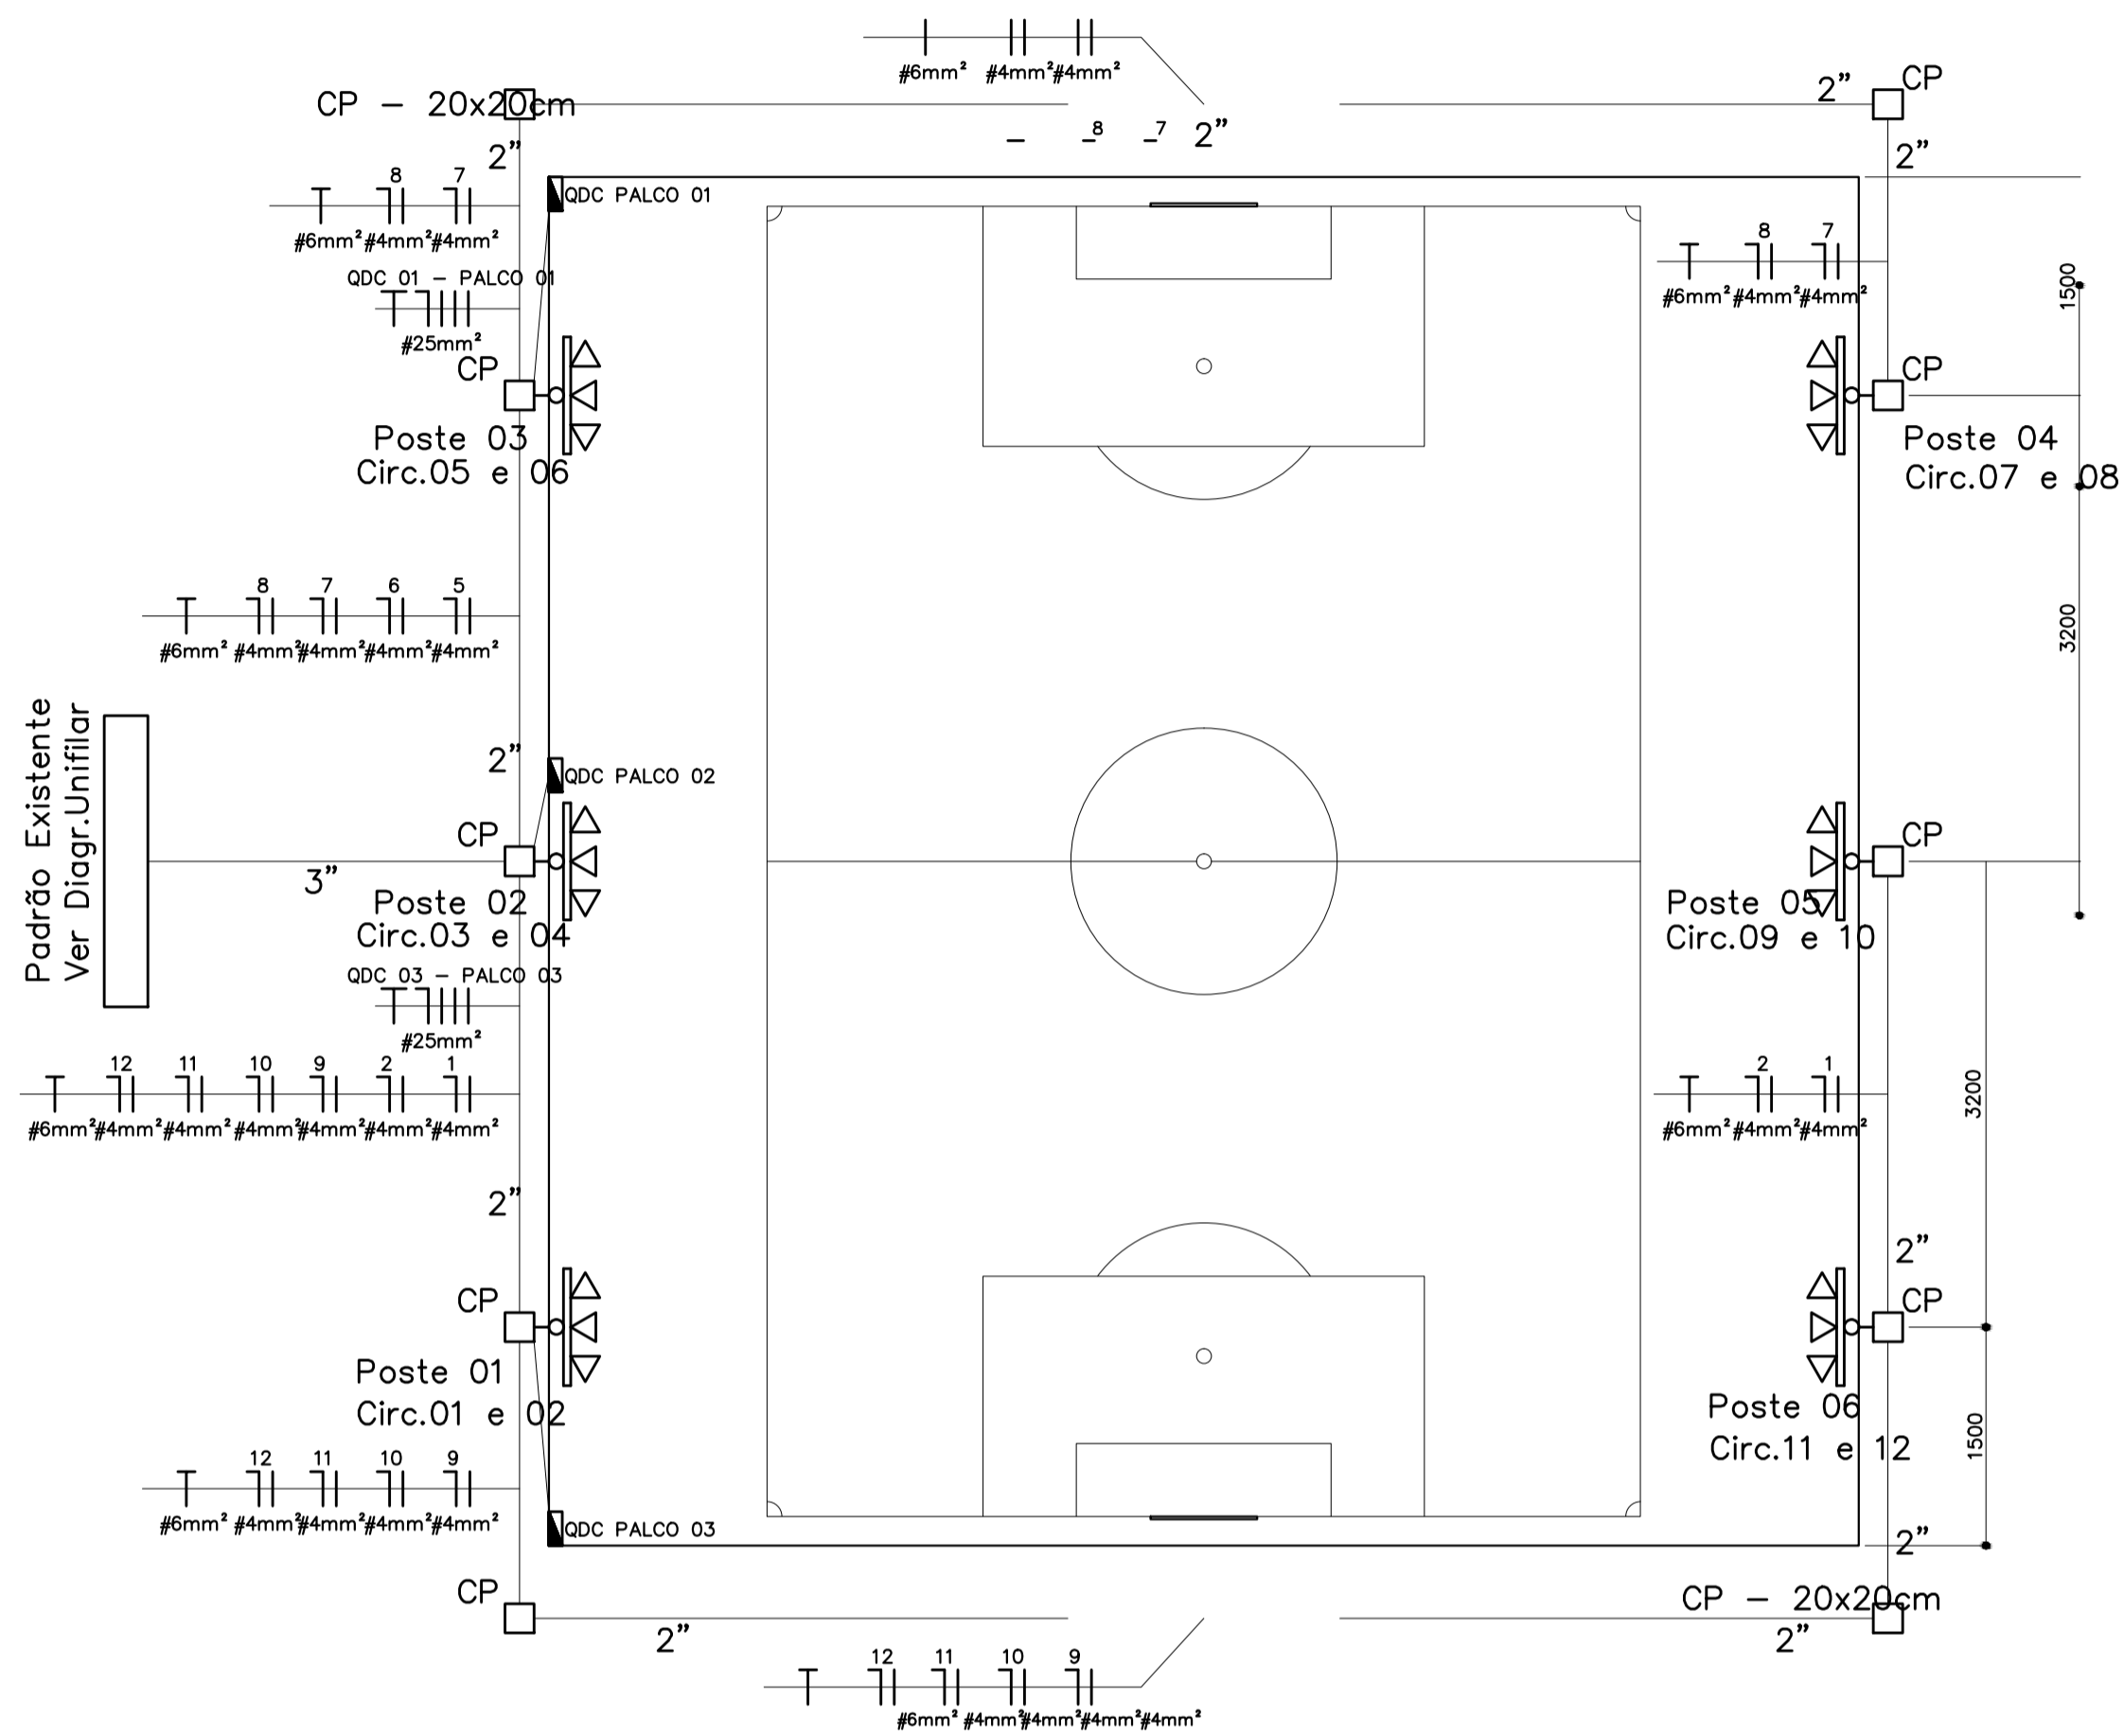 #6mm² #4mm² #4mm²
CP - 20x20cm
2"
CP
2"
- -8 -7 2"
2"
8 7
#6mm² #4mm² #4mm²
QDC PALCO 01
8 7
#6mm² #4mm² #4mm²
1500
QDC 01 - PALCO 01
#25mm²
CP
CP
Poste 03
Circ.05 e 06
Poste 04
Circ.07 e 08
8 7 6 5
#6mm² #4mm² #4mm² #4mm² #4mm²
3200
Padrão Existente
Ver Diagr.Unifilar
2"
QDC PALCO 02
CP
CP
3"
Poste 02
Circ.03 e 04
Poste 05
Circ.09 e 10
QDC 03 - PALCO 03
#25mm²
12 11 10 9 2 1
#6mm² #4mm² #4mm² #4mm² #4mm² #4mm² #4mm²
2 1
#6mm² #4mm² #4mm²
3200
2"
2"
CP
CP
Poste 01
Circ.01 e 02
Poste 06
Circ.11 e 12
1500
12 11 10 9
#6mm² #4mm² #4mm² #4mm² #4mm²
QDC PALCO 03
2"
CP
CP - 20x20cm
2"
2"
12 11 10 9
#6mm² #4mm² #4mm² #4mm² #4mm²